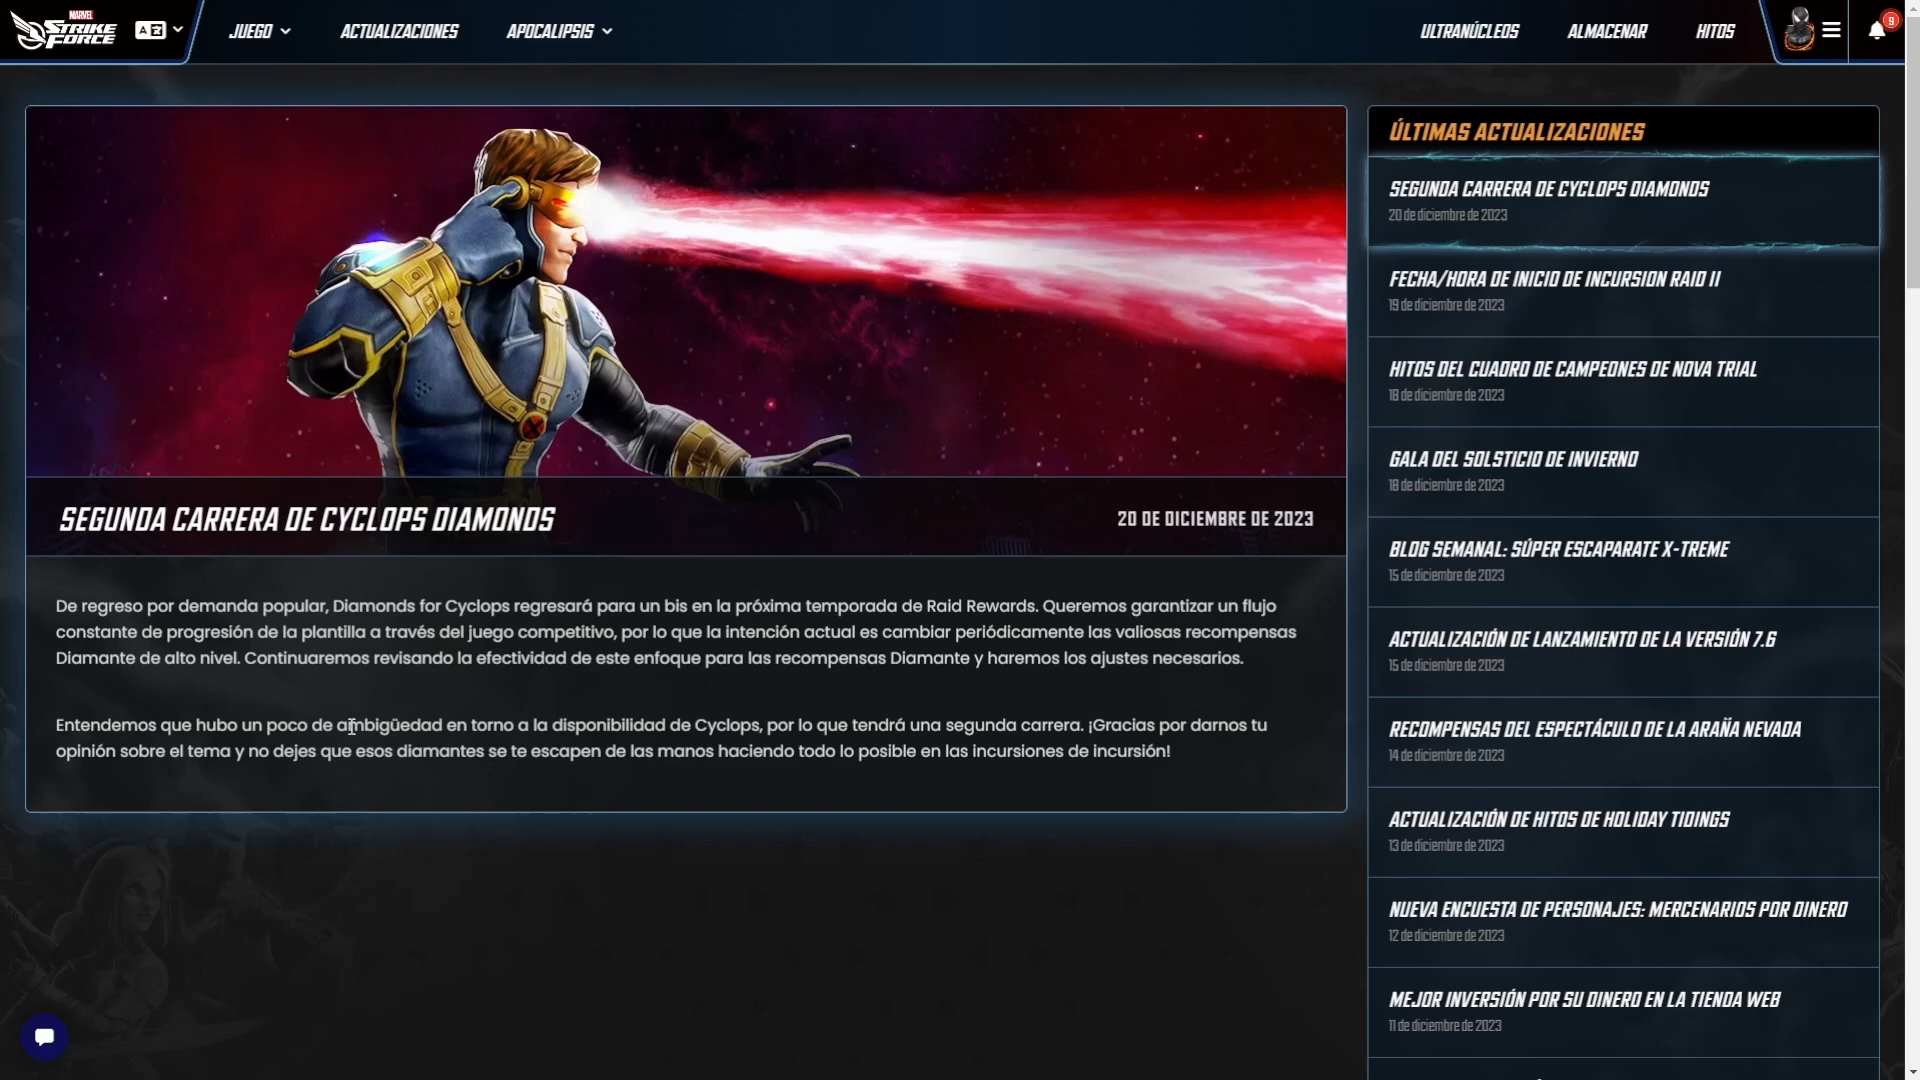 MARVEL
STRIKE
FORCE
JUEGO
ACTUALIZACIONES
APOCALIPSIS
ULTRANÚCLEOS
ALMACENAR
HITOS
9
SEGUNDA CARRERA DE CYCLOPS DIAMONDS
20 DE DICIEMBRE DE 2023
De regreso por demanda popular, Diamonds for Cyclops regresará para un bis en la próxima temporada de Raid Rewards. Queremos garantizar un flujo
constante de progresión de la plantilla a través del juego competitivo, por lo que la intención actual es cambiar periódicamente las valiosas recompensas
Diamante de alto nivel. Continuaremos revisando la efectividad de este enfoque para las recompensas Diamante y haremos los ajustes necesarios.
Entendemos que hubo un poco de ambigüedad en torno a la disponibilidad de Cyclops, por lo que tendrá una segunda carrera. ¡Gracias por darnos tu
opinión sobre el tema y no dejes que esos diamantes se te escapen de las manos haciendo todo lo posible en las incursiones de incursión!
ÚLTIMAS ACTUALIZACIONES
SEGUNDA CARRERA DE CYCLOPS DIAMONDS
20 de diciembre de 2023
FECHA/HORA DE INICIO DE INCURSION RAID II
19 de diciembre de 2023
HITOS DEL CUADRO DE CAMPEONES DE NOVA TRIAL
18 de diciembre de 2023
GALA DEL SOLSTICIO DE INVIERNO
18 de diciembre de 2023
BLOG SEMANAL: SÚPER ESCAPARATE X-TREME
15 de diciembre de 2023
ACTUALIZACIÓN DE LANZAMIENTO DE LA VERSIÓN 7.6
15 de diciembre de 2023
RECOMPENSAS DEL ESPECTÁCULO DE LA ARAÑA NEVADA
14 de diciembre de 2023
ACTUALIZACIÓN DE HITOS DE HOLIDAY TIDINGS
13 de diciembre de 2023
NUEVA ENCUESTA DE PERSONAJES: MERCENARIOS POR DINERO
12 de diciembre de 2023
MEJOR INVERSIÓN POR SU DINERO EN LA TIENDA WEB
11 de diciembre de 2023